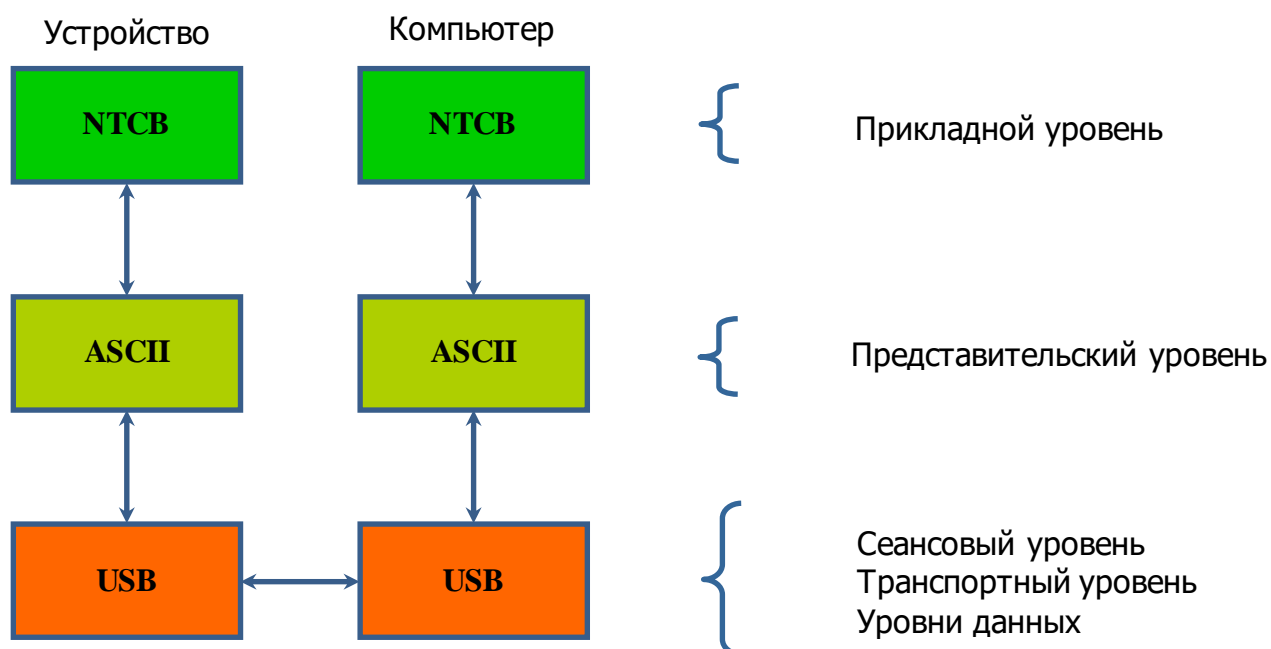 Устройство Компьютер
NTCB NTCB Прикладной уровень
ASCII ASCII Представительский уровень
USB USB
Сеансовый уровень
Транспортный уровень
Уровни данных